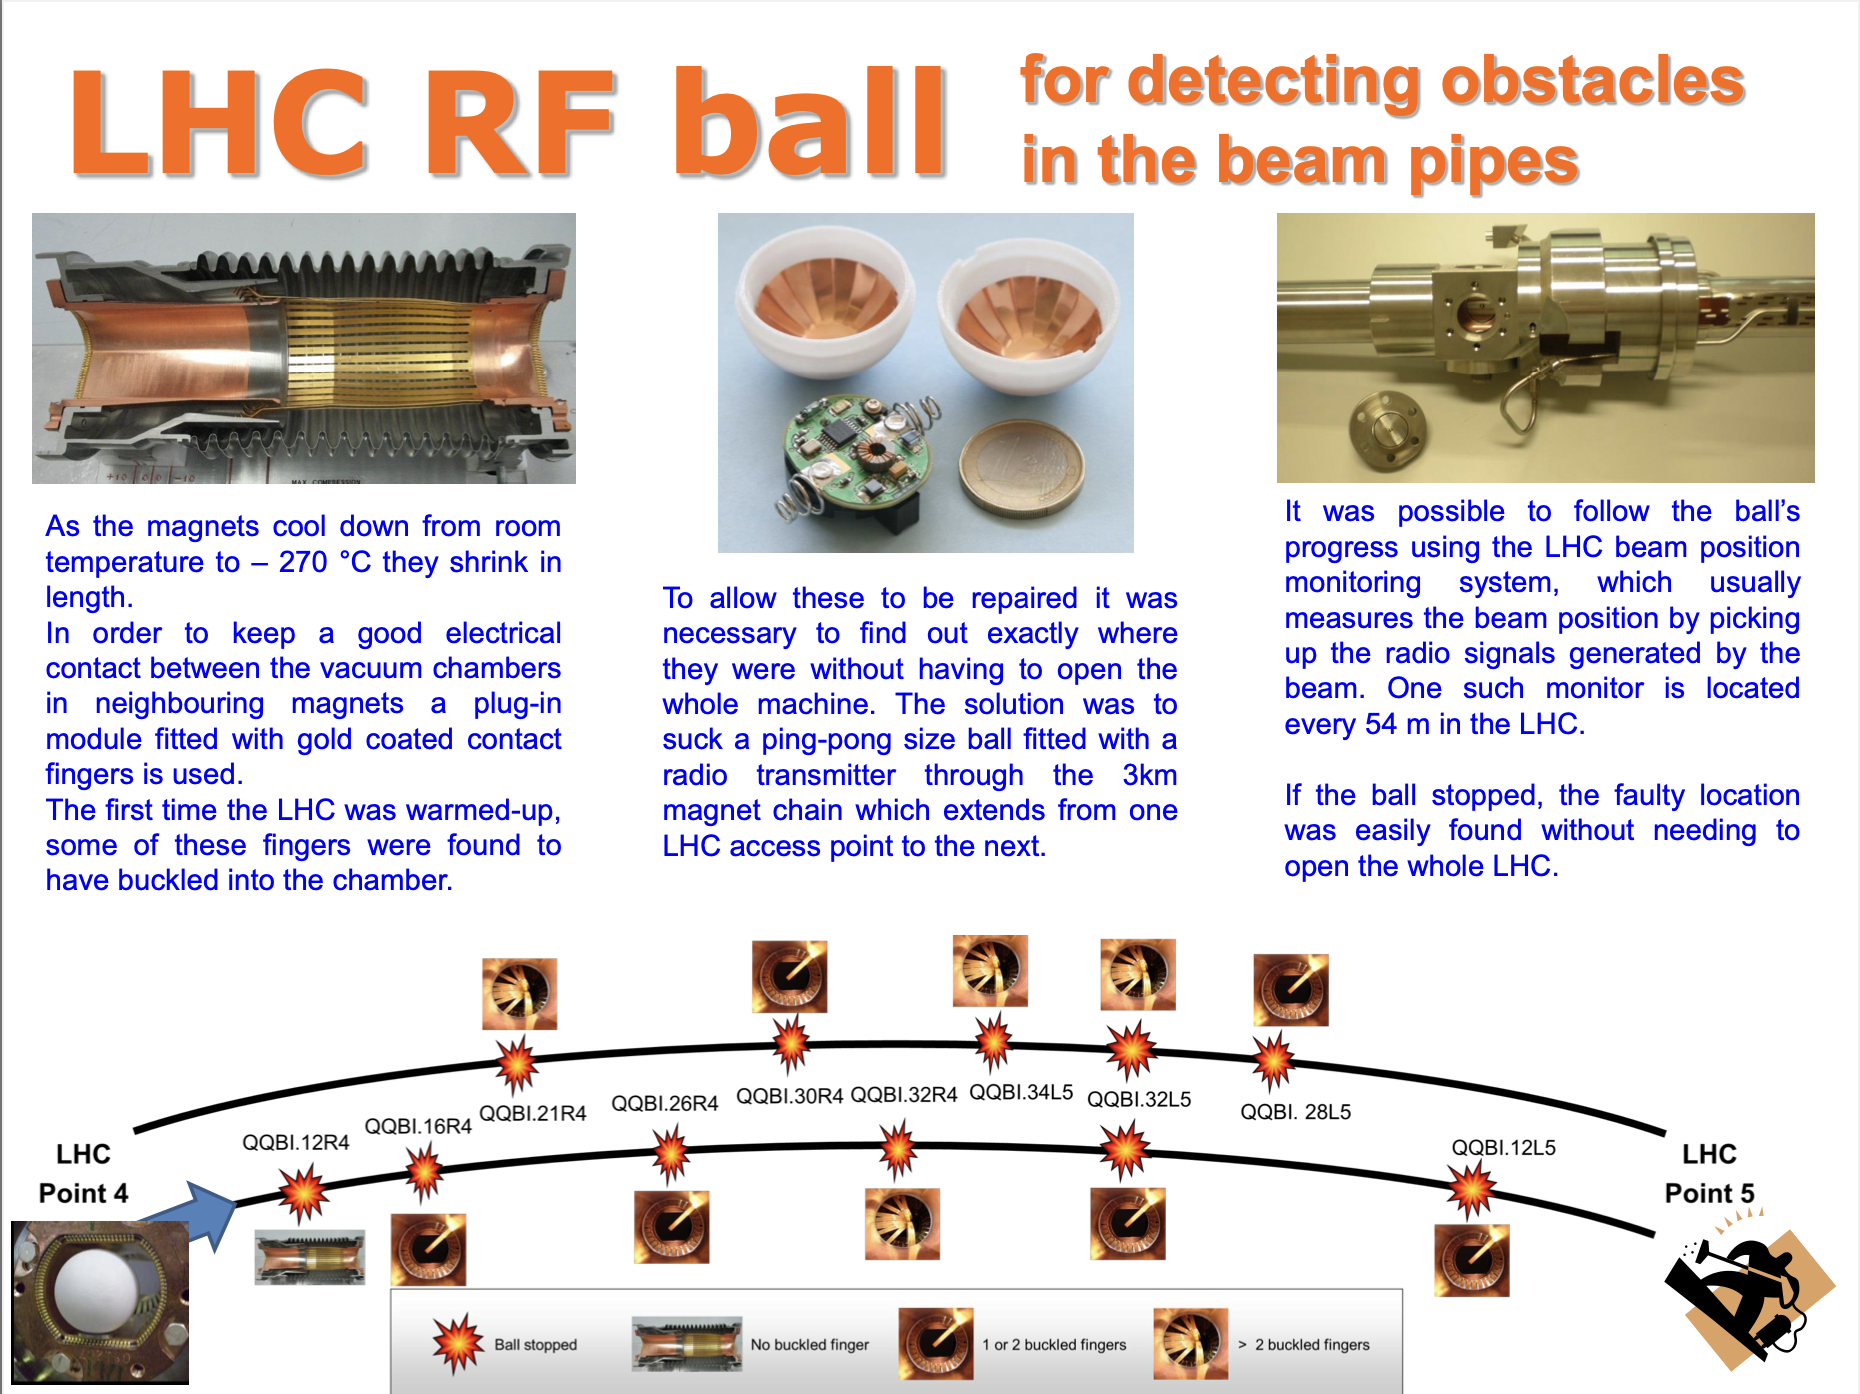 LHC RF ball
for detecting obstacles
in the beam pipes
+10 0 0 -10
MAX COMPRESSION
As the magnets cool down from room
temperature to – 270 °C they shrink in
length.
In order to keep a good electrical
contact between the vacuum chambers
in neighbouring magnets a plug-in
module fitted with gold coated contact
fingers is used.
The first time the LHC was warmed-up,
some of these fingers were found to
have buckled into the chamber.
To allow these to be repaired it was
necessary to find out exactly where
they were without having to open the
whole machine. The solution was to
suck a ping-pong size ball fitted with a
radio transmitter through the 3km
magnet chain which extends from one
LHC access point to the next.
It was possible to follow the ball’s
progress using the LHC beam position
monitoring system, which usually
measures the beam position by picking
up the radio signals generated by the
beam. One such monitor is located
every 54 m in the LHC.
If the ball stopped, the faulty location
was easily found without needing to
open the whole LHC.
LHC
Point 4
QQBI.12R4
QQBI.16R4
QQBI.21R4
QQBI.26R4
QQBI.30R4
QQBI.32R4
QQBI.34L5
QQBI.32L5
QQBI. 28L5
QQBI.12L5
LHC
Point 5
Ball stopped
No buckled finger
1 or 2 buckled fingers
> 2 buckled fingers